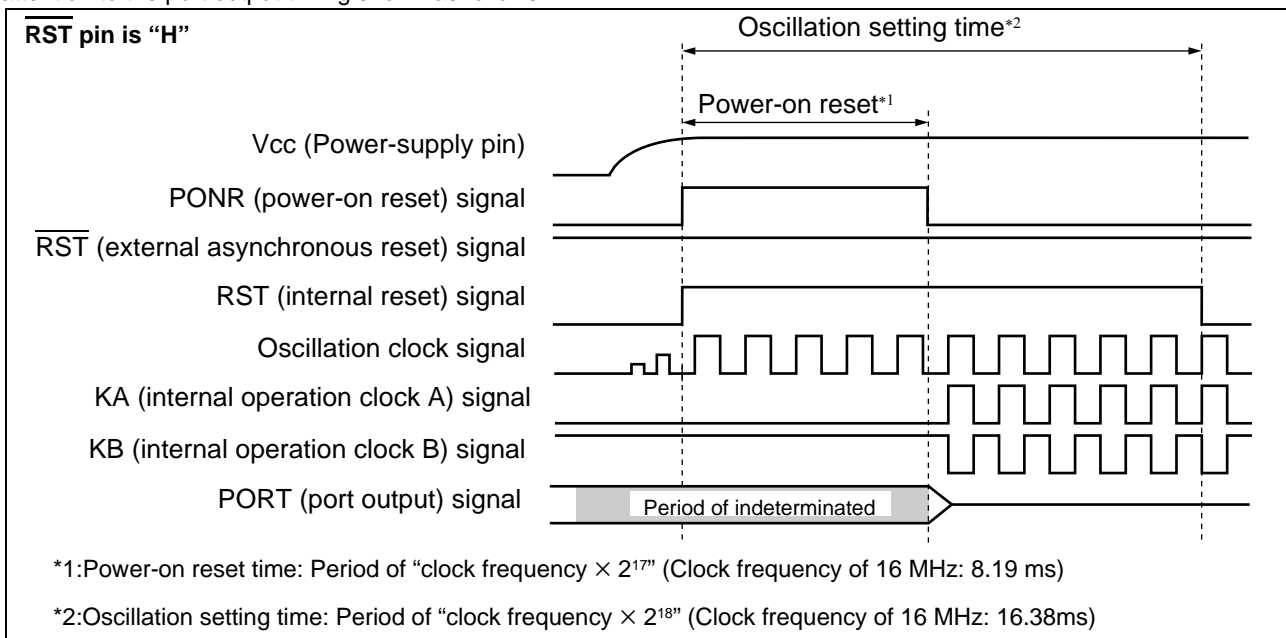 RST pin is “H”
Oscillation setting time*2
Power-on reset*1
Vcc (Power-supply pin)
PONR (power-on reset) signal
RST (external asynchronous reset) signal
RST (internal reset) signal
Oscillation clock signal
KA (internal operation clock A) signal
KB (internal operation clock B) signal
PORT (port output) signal
Period of indeterminated
*1:Power-on reset time: Period of “clock frequency × 2¹⁷” (Clock frequency of 16 MHz: 8.19 ms)
*2:Oscillation setting time: Period of “clock frequency × 2¹⁸” (Clock frequency of 16 MHz: 16.38ms)